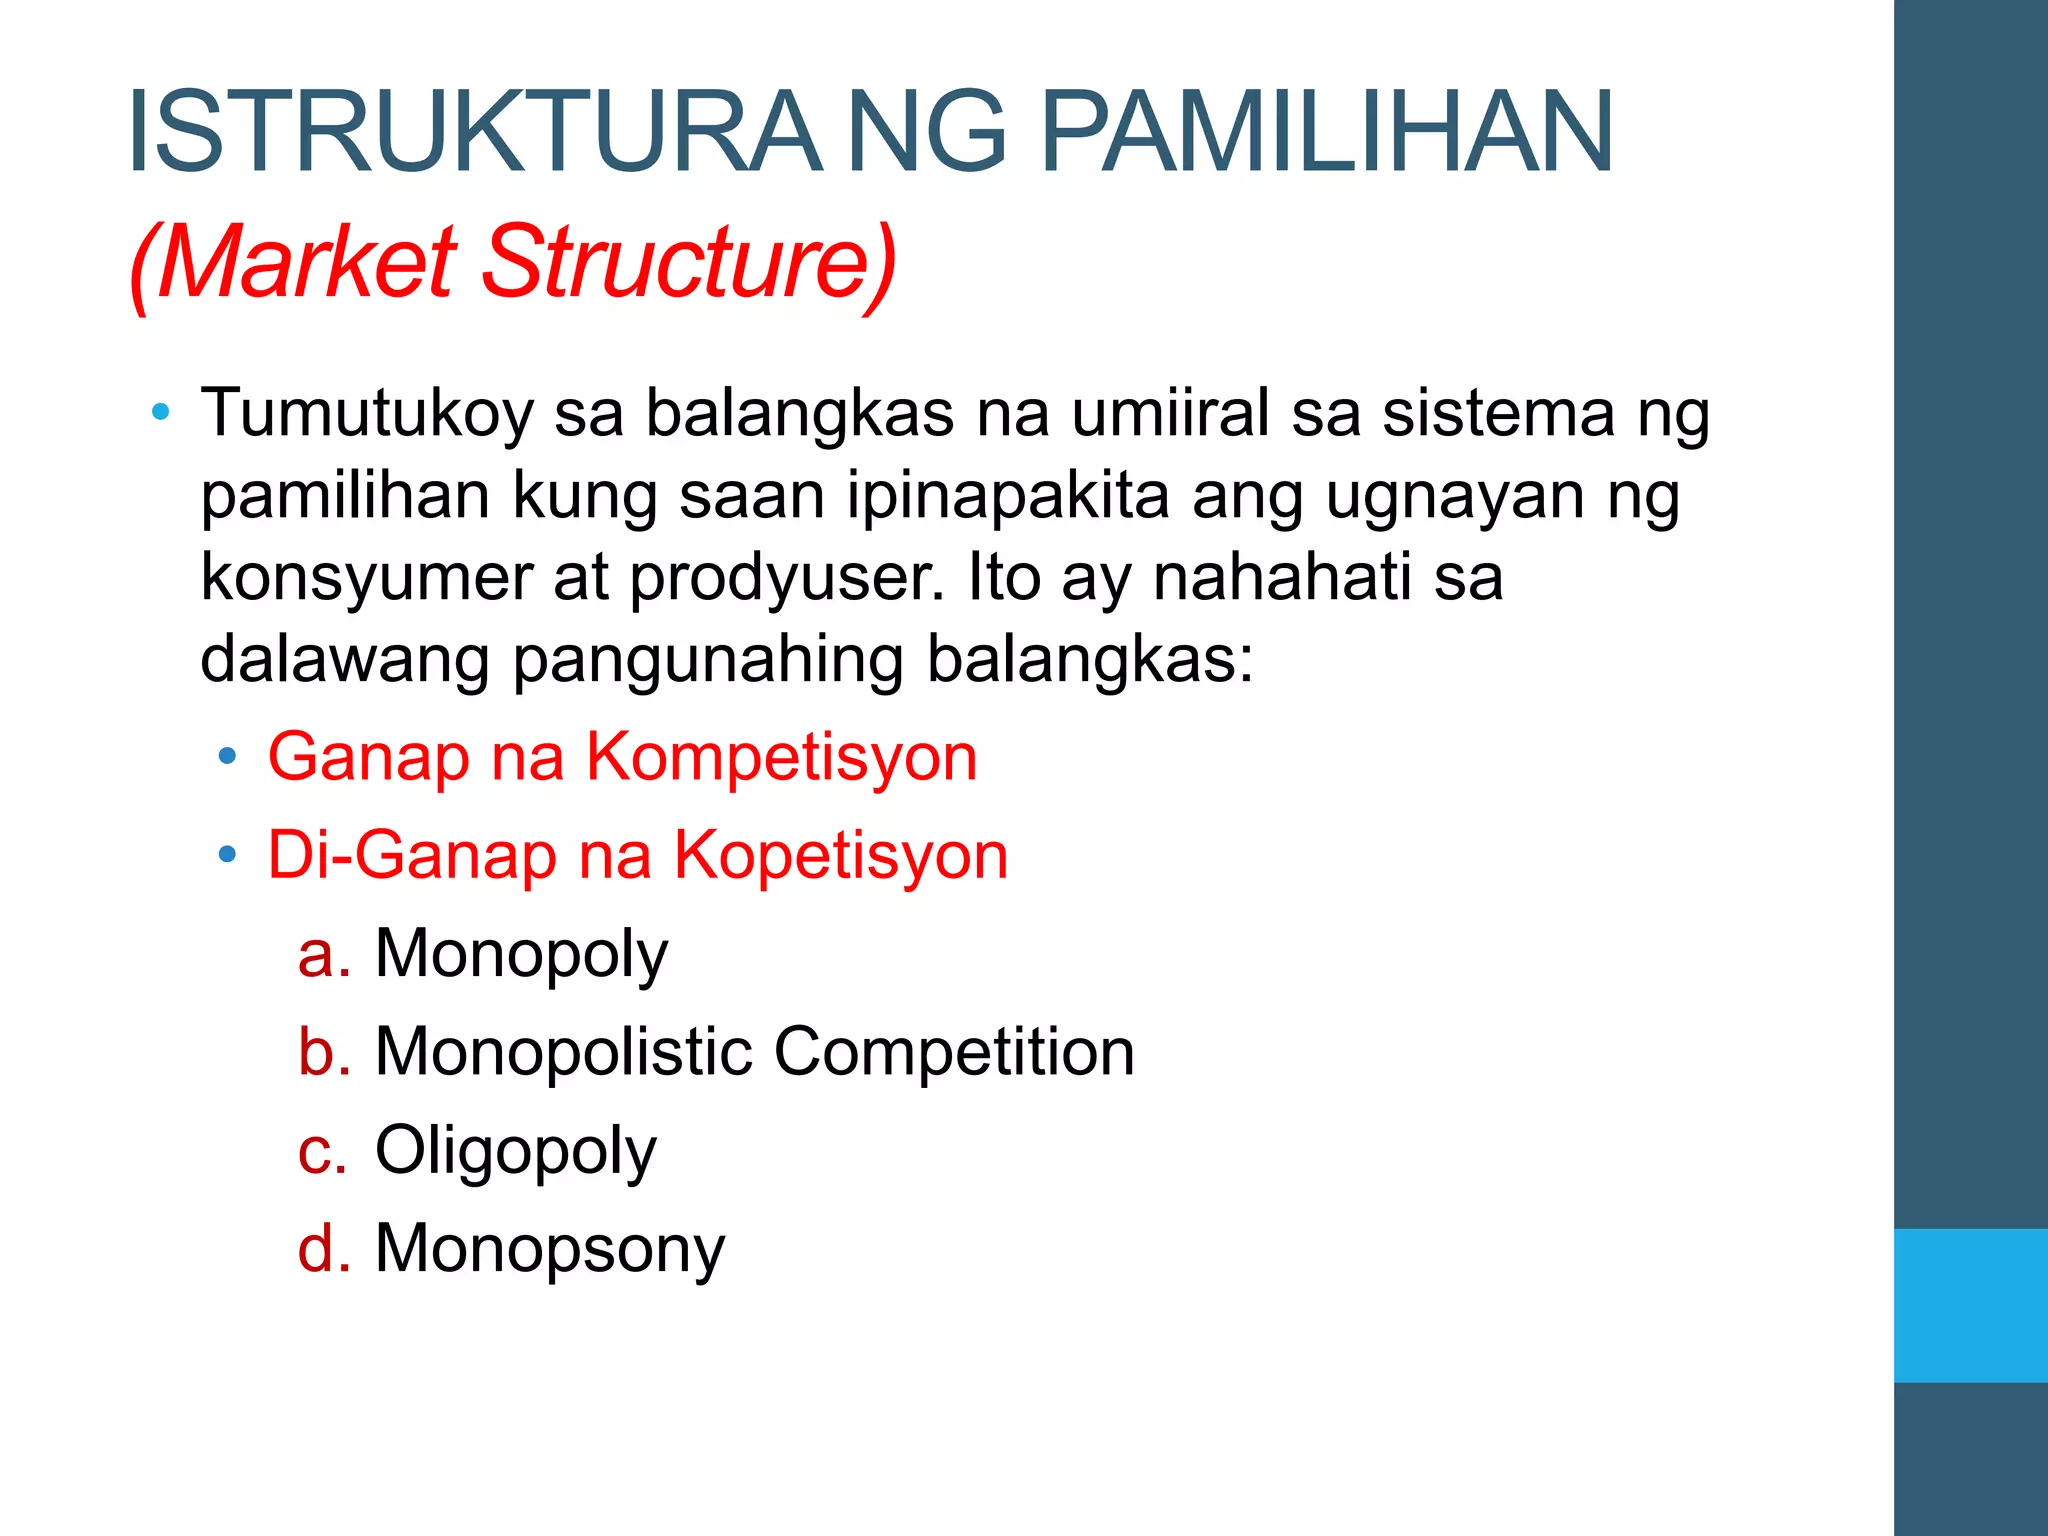 ISTRUKTURA NG PAMILIHAN
(Market Structure)
• Tumutukoy sa balangkas na umiiral sa sistema ng
pamilihan kung saan ipinapakita ang ugnayan ng
konsyumer at prodyuser. Ito ay nahahati sa
dalawang pangunahing balangkas:
• Ganap na Kompetisyon
• Di-Ganap na Kopetisyon
a. Monopoly
b. Monopolistic Competition
c. Oligopoly
d. Monopsony